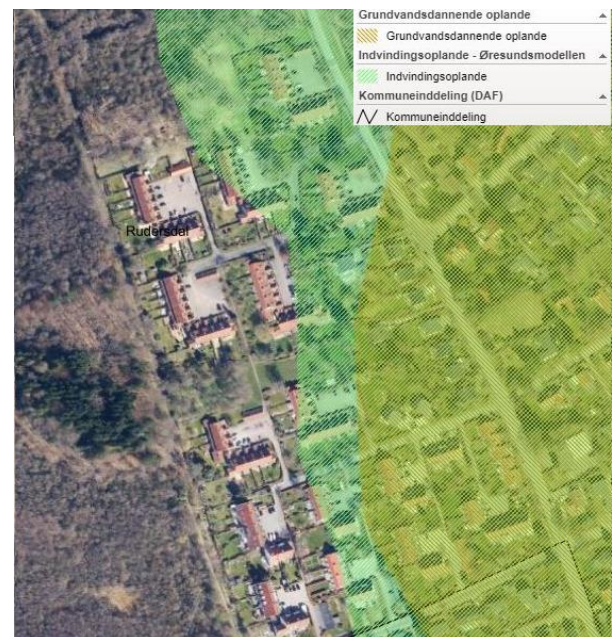 Grundvandsdannende oplande
Grundvandsdannende oplande
Indvindingsoplande - Øresundsmodellen
Indvindingsoplande
Kommuneinddeling (DAF)
Kommuneinddeling
Rudersdal